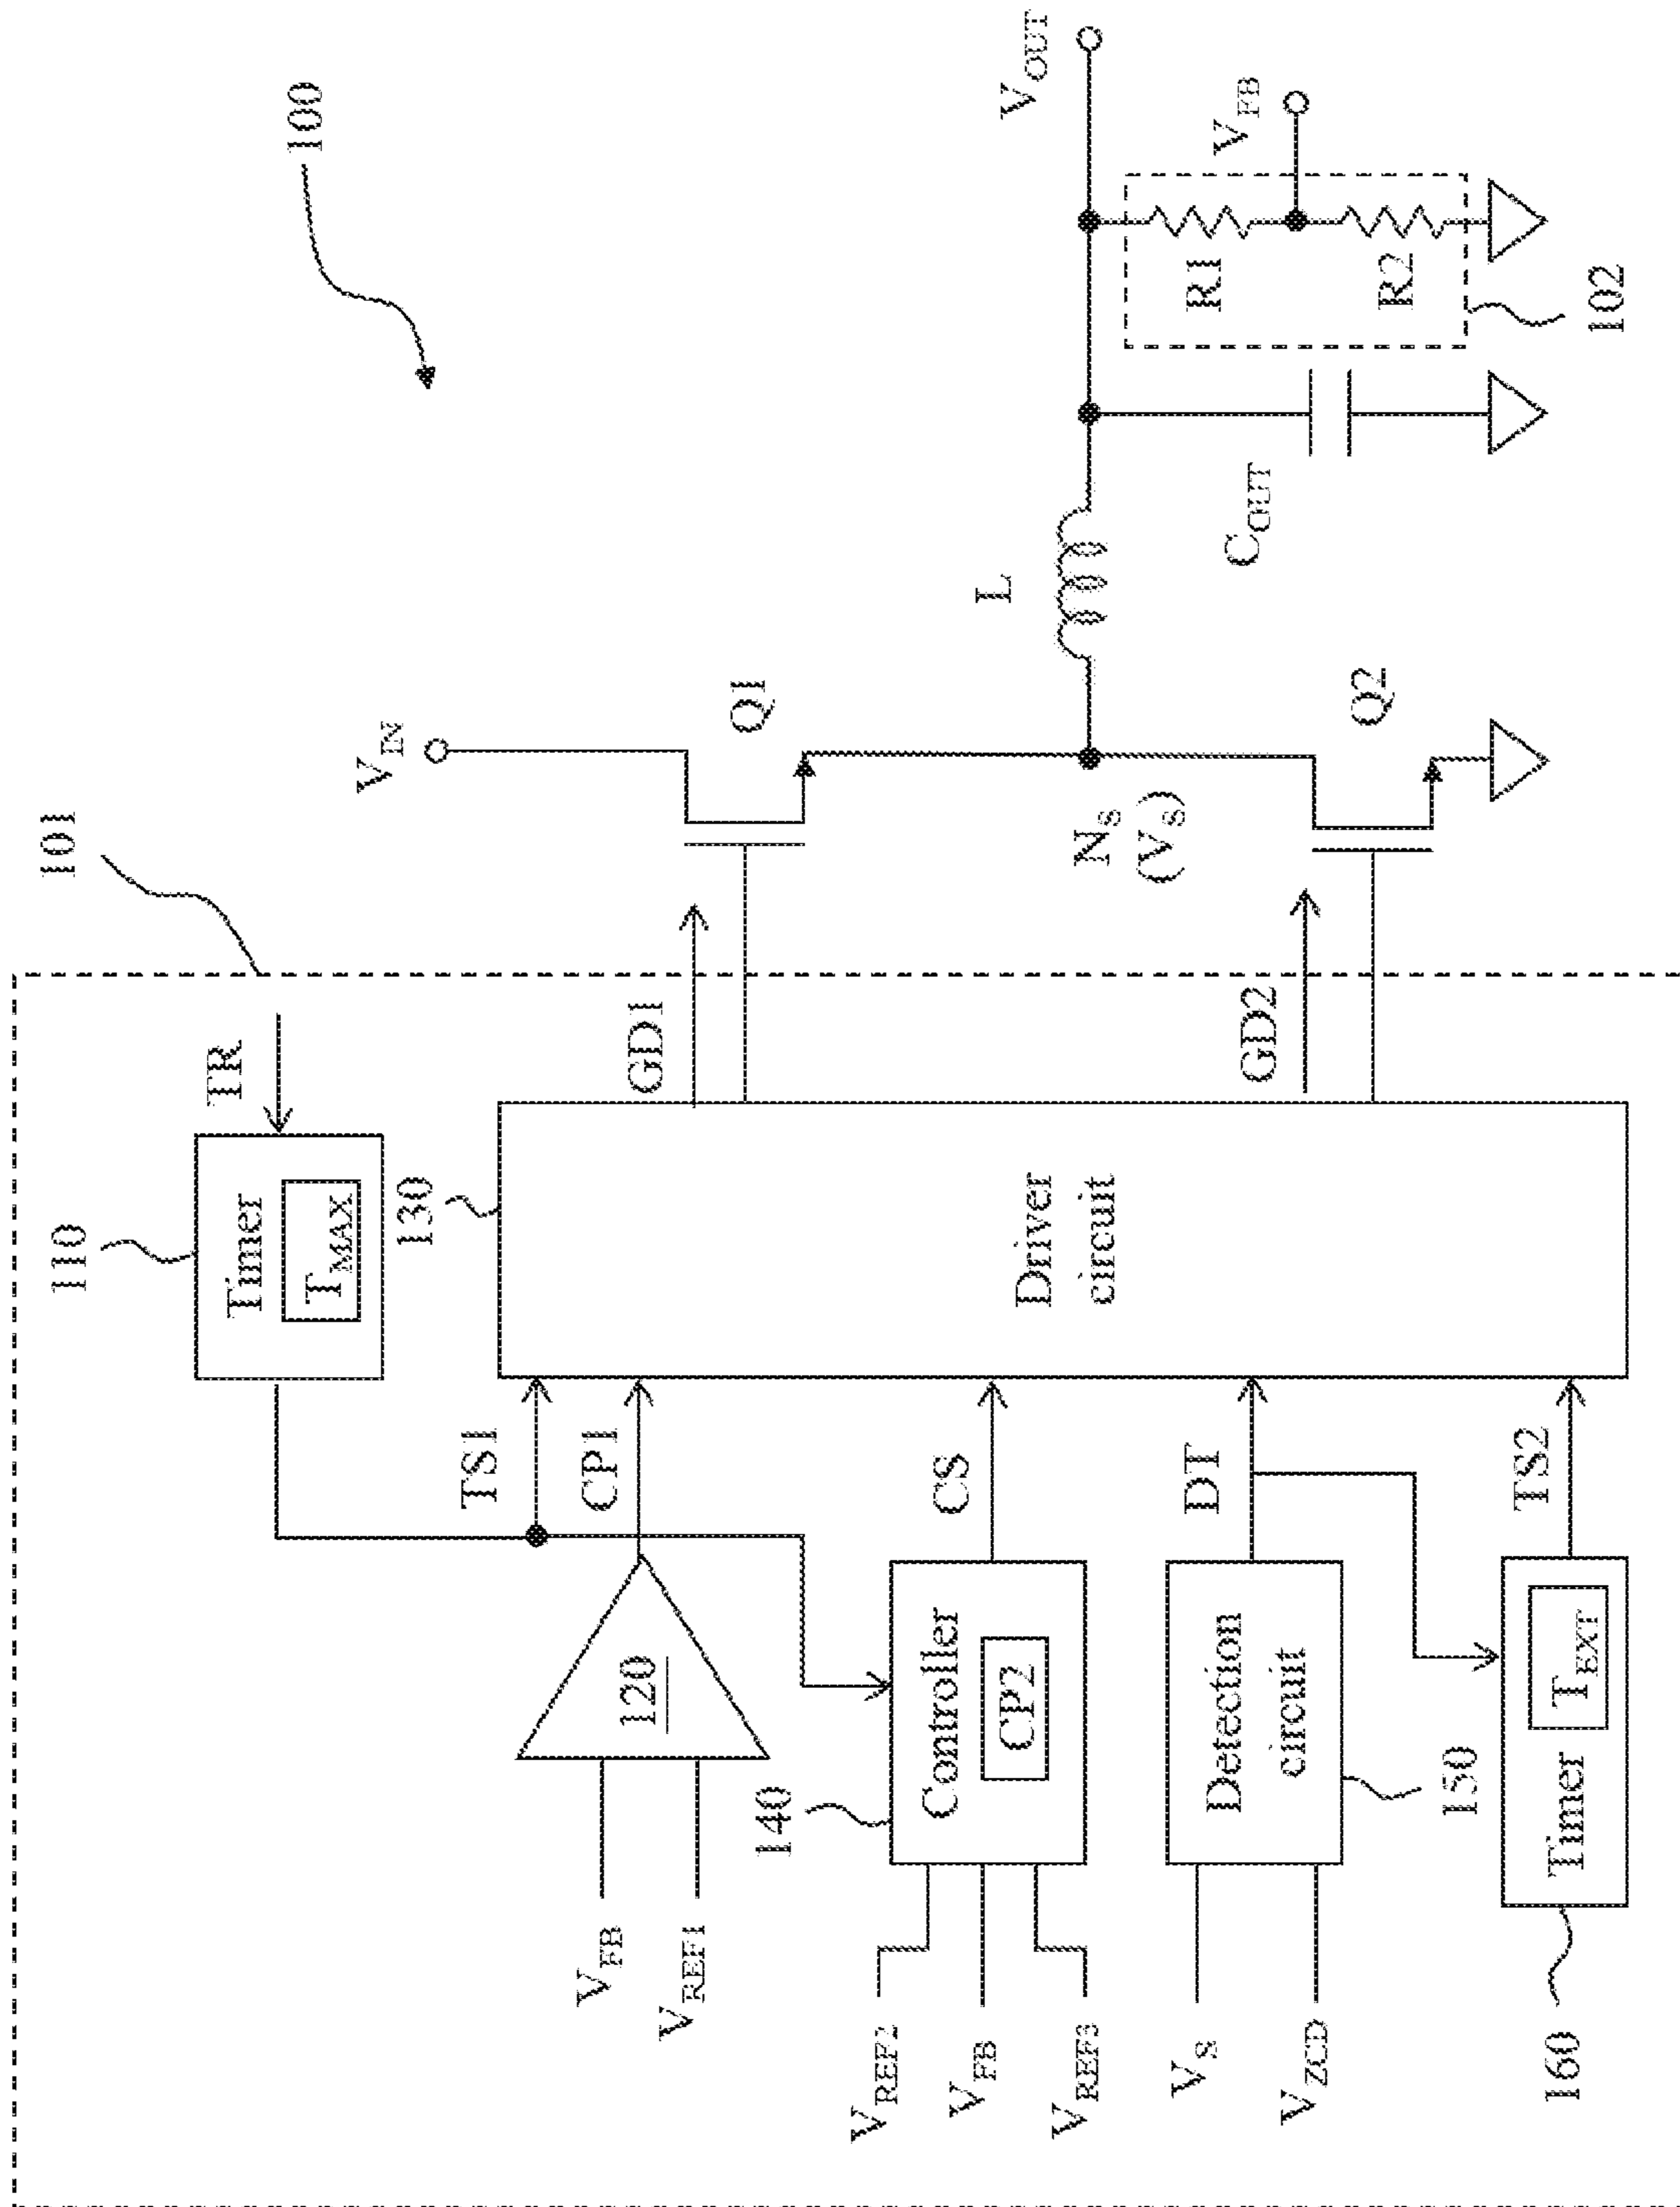 100
101
110
Timer
T_MAX
TR
130
TS1
CP1
120
V_FB
V_REF1
GD1
V_IN
Q1
Driver
circuit
CS
140
Controller
CP2
V_REF2
V_FB
V_REF3
N_S
(V_S)
L
V_OUT
C_OUT
R1
R2
V_FB
102
DT
Detection
circuit
150
V_S
V_ZCD
GD2
Q2
TS2
Timer
T_EXT
160